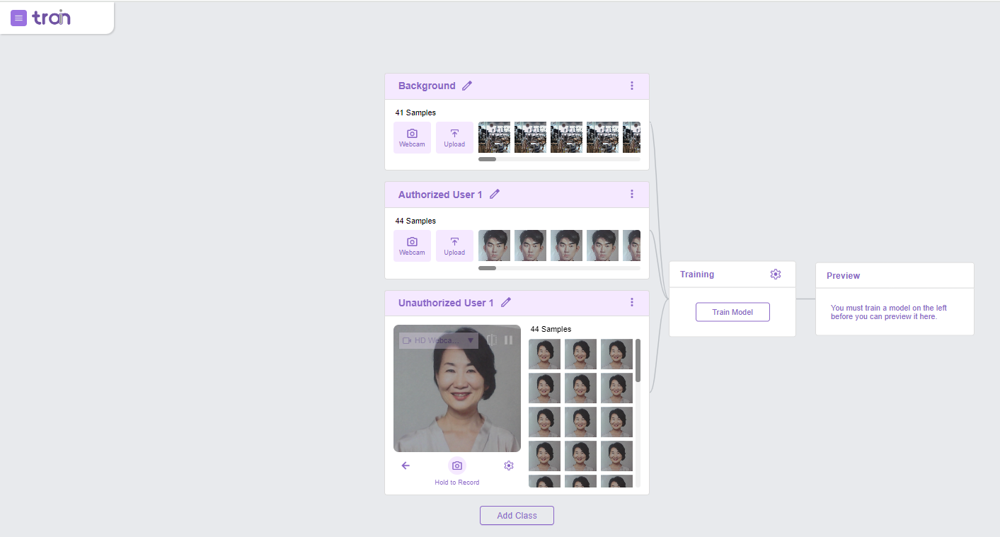 train
Background
41 Samples
Webcam
Upload
Authorized User 1
44 Samples
Webcam
Upload
Unauthorized User 1
HD Webca...
44 Samples
Hold to Record
Add Class
Training
Train Model
Preview
You must train a model on the left
before you can preview it here.